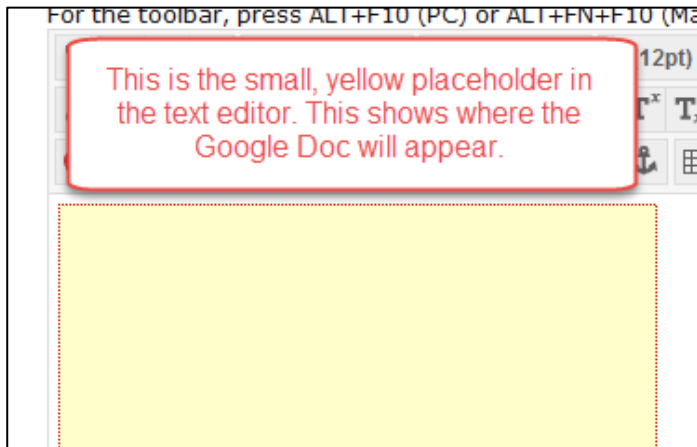 For the toolbar, press ALT+F10 (PC) or ALT+FN+F10
This is the small, yellow placeholder in
the text editor. This shows where the
Google Doc will appear.
12pt)